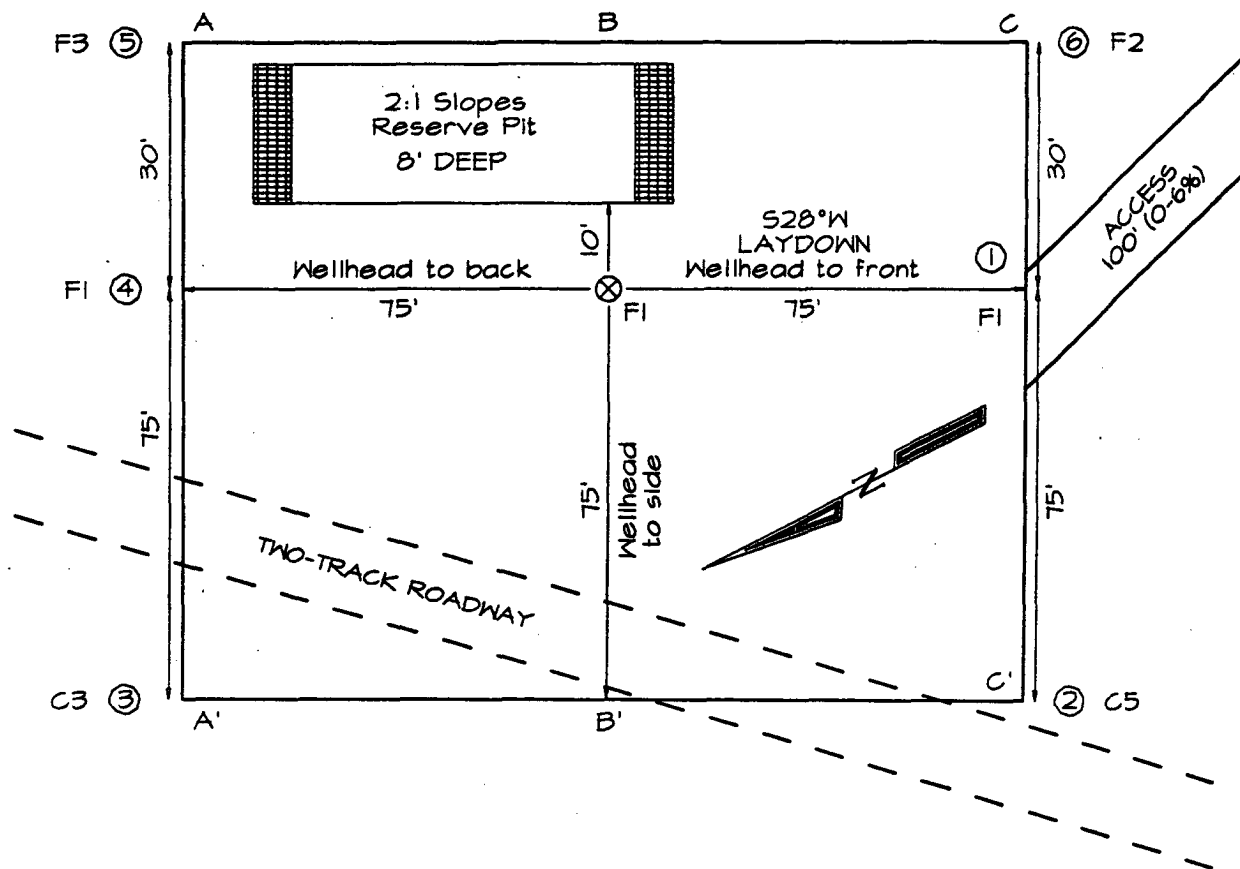 A B C
F3 ⑤ ⑥ F2
2:1 Slopes
Reserve Pit
8' DEEP
30'
30'
ACCESS
100' (0-6%)
10'
S28°W
LAYDOWN
Wellhead to back
Wellhead to front
①
F1 ④
75'
F1
75'
F1
75'
75'
Wellhead
to side
75'
N
TWO-TRACK ROADWAY
C3 ③
A' B' C'
② C5